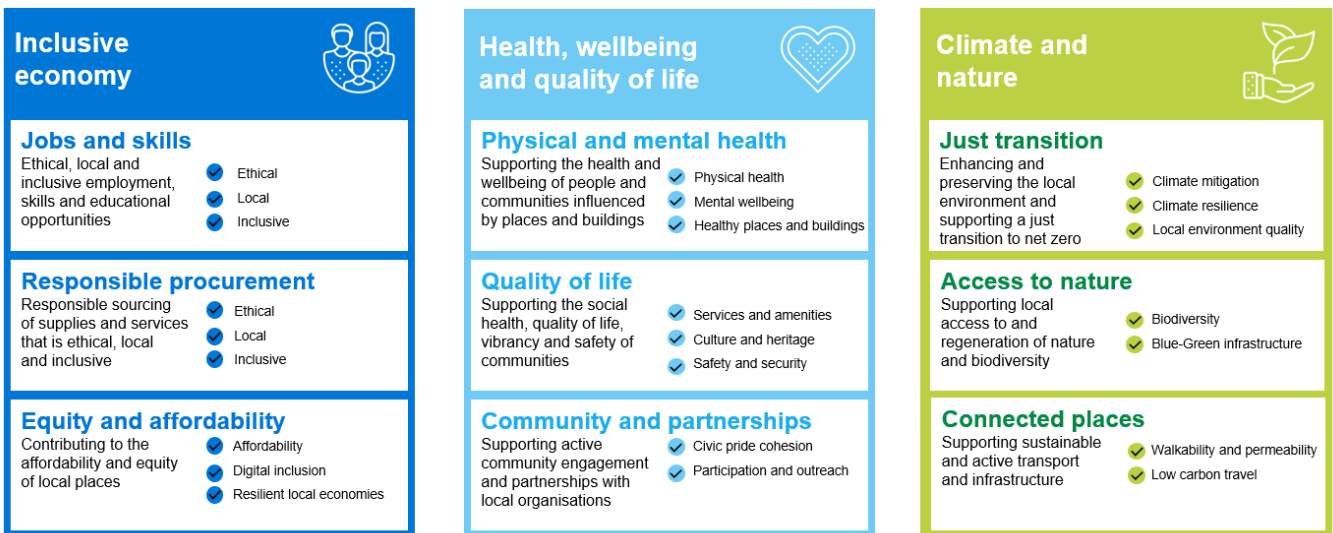 Inclusive
economy
Jobs and skills
Ethical, local and
inclusive employment,
skills and educational
opportunities
Ethical
Local
Inclusive
Responsible procurement
Responsible sourcing
of supplies and services
that is ethical, local
and inclusive
Ethical
Local
Inclusive
Equity and affordability
Contributing to the
affordability and equity
of local places
Affordability
Digital inclusion
Resilient local economies
Health, wellbeing
and quality of life
Physical and mental health
Supporting the health and
wellbeing of people and
communities influenced
by places and buildings
Physical health
Mental wellbeing
Healthy places and buildings
Quality of life
Supporting the social
health, quality of life,
vibrancy and safety of
communities
Services and amenities
Culture and heritage
Safety and security
Community and partnerships
Supporting active
community engagement
and partnerships with
local organisations
Civic pride cohesion
Participation and outreach
Climate and
nature
Just transition
Enhancing and
preserving the local
environment and
supporting a just
transition to net zero
Climate mitigation
Climate resilience
Local environment quality
Access to nature
Supporting local
access to and
regeneration of nature
and biodiversity
Biodiversity
Blue-Green infrastructure
Connected places
Supporting sustainable
and active transport
and infrastructure
Walkability and permeability
Low carbon travel